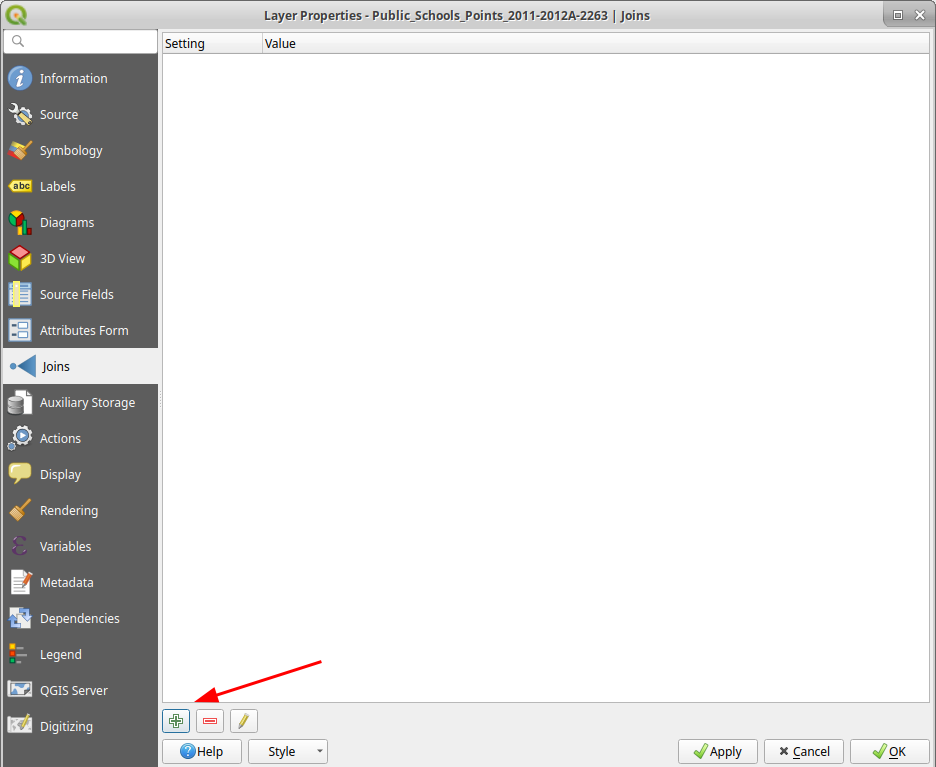 Layer Properties - Public_Schools_Points_2011-2012A-2263 | Joins
Setting Value
Information
Source
Symbology
abc Labels
Diagrams
3D View
Source Fields
Attributes Form
Joins
Auxiliary Storage
Actions
Display
Rendering
Variables
Metadata
Dependencies
Legend
QGIS Server
Digitizing
Help Style Apply Cancel OK